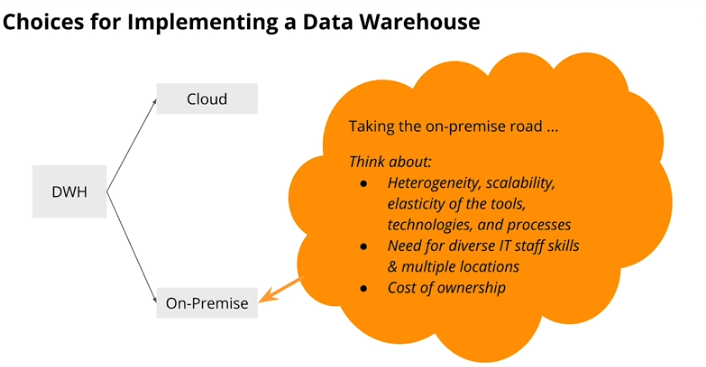 Choices for Implementing a Data Warehouse
Cloud
DWH
On-Premise
Taking the on-premise road ...
Think about:
● Heterogeneity, scalability,
elasticity of the tools,
technologies, and processes
● Need for diverse IT staff skills
& multiple locations
● Cost of ownership